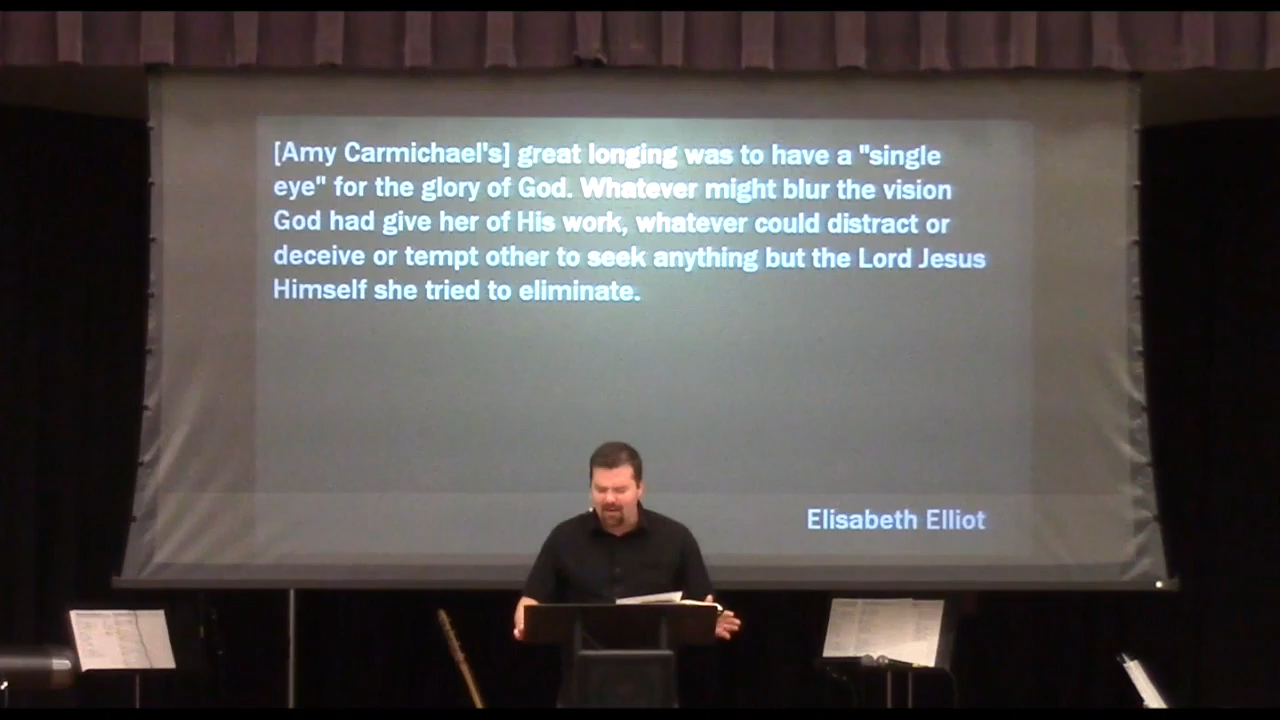 [Amy Carmichael's] great longing was to have a "single
eye" for the glory of God. Whatever might blur the vision
God had give her of His work, whatever could distract or
deceive or tempt other to seek anything but the Lord Jesus
Himself she tried to eliminate.
Elisabeth Elliot